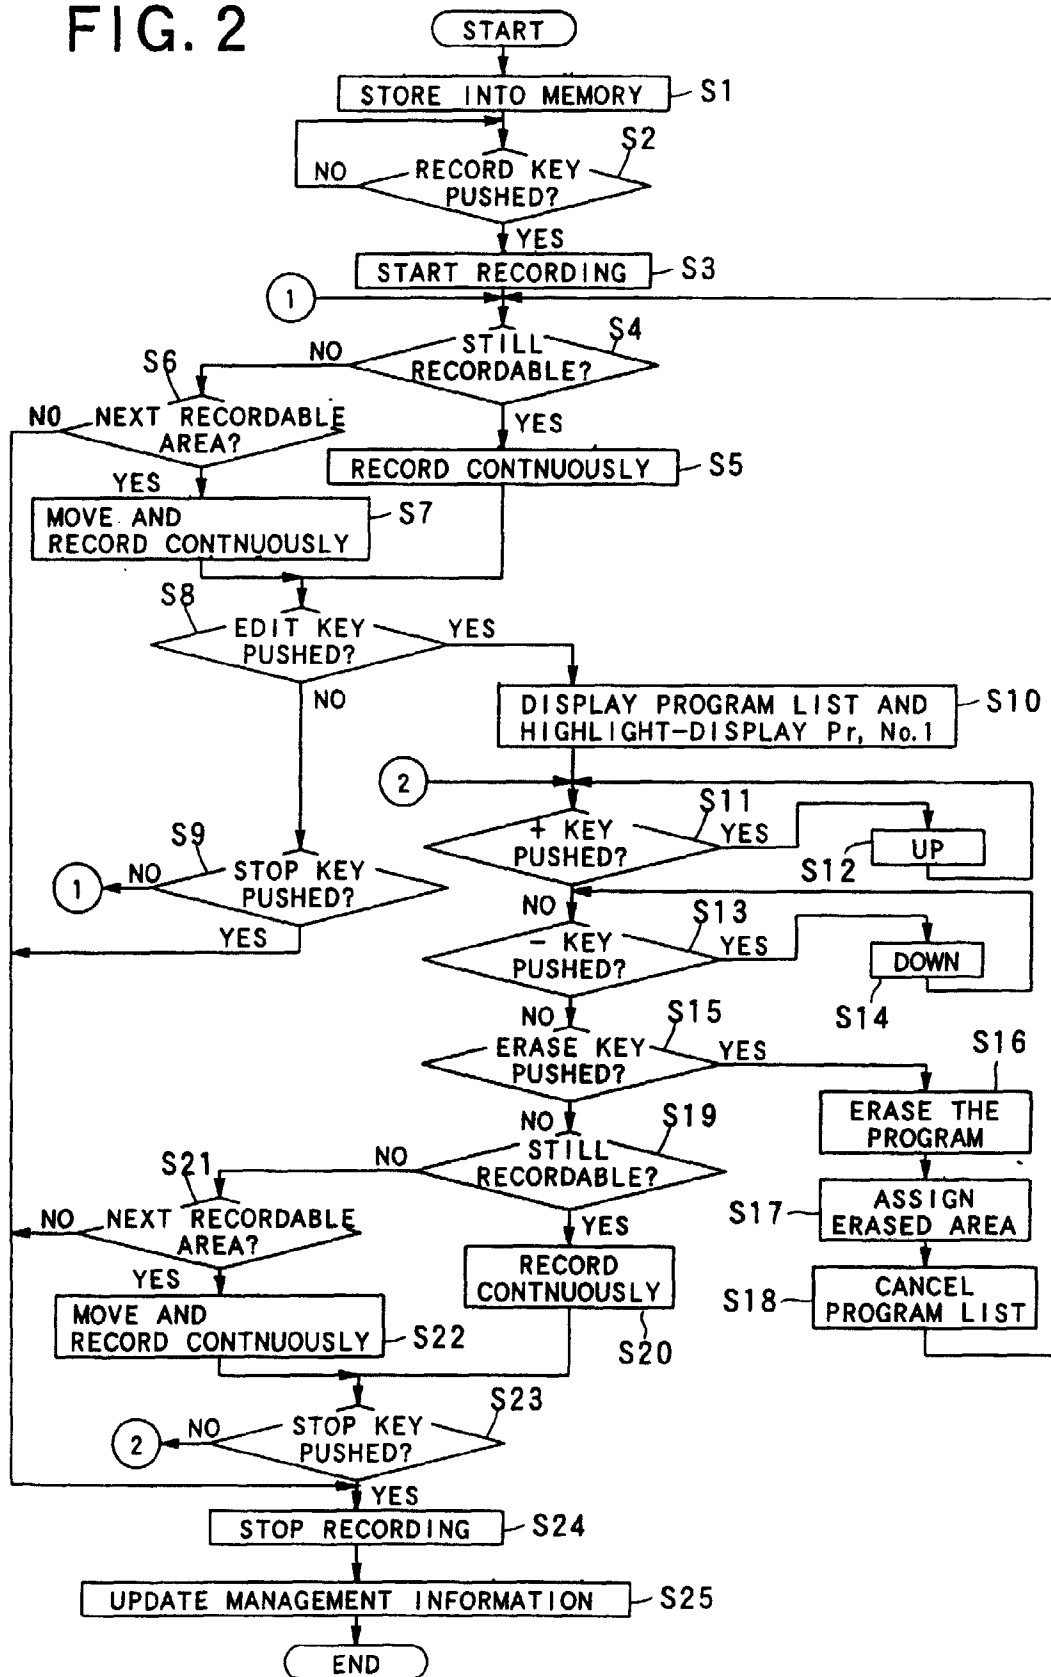 FIG. 2
START
STORE INTO MEMORY
S1
S2
RECORD KEY
PUSHED?
NO
YES
START RECORDING
S3
1
S4
STILL
RECORDABLE?
NO
YES
S6
NEXT RECORDABLE
AREA?
NO
YES
RECORD CONTNUOUSLY
S5
MOVE AND
RECORD CONTNUOUSLY
S7
S8
EDIT KEY
PUSHED?
YES
NO
DISPLAY PROGRAM LIST AND
HIGHLIGHT-DISPLAY Pr, No.1
S10
2
S11
+ KEY
PUSHED?
YES
UP
S12
NO
S9
STOP KEY
PUSHED?
NO
1
YES
S13
- KEY
PUSHED?
YES
DOWN
S14
NO
S15
ERASE KEY
PUSHED?
YES
S16
ERASE THE
PROGRAM
NO
S19
STILL
RECORDABLE?
NO
YES
S17
ASSIGN
ERASED AREA
S18
CANCEL
PROGRAM LIST
S21
NEXT RECORDABLE
AREA?
NO
YES
RECORD
CONTNUOUSLY
S20
MOVE AND
RECORD CONTNUOUSLY
S22
S23
STOP KEY
PUSHED?
NO
2
YES
STOP RECORDING
S24
UPDATE MANAGEMENT INFORMATION
S25
END